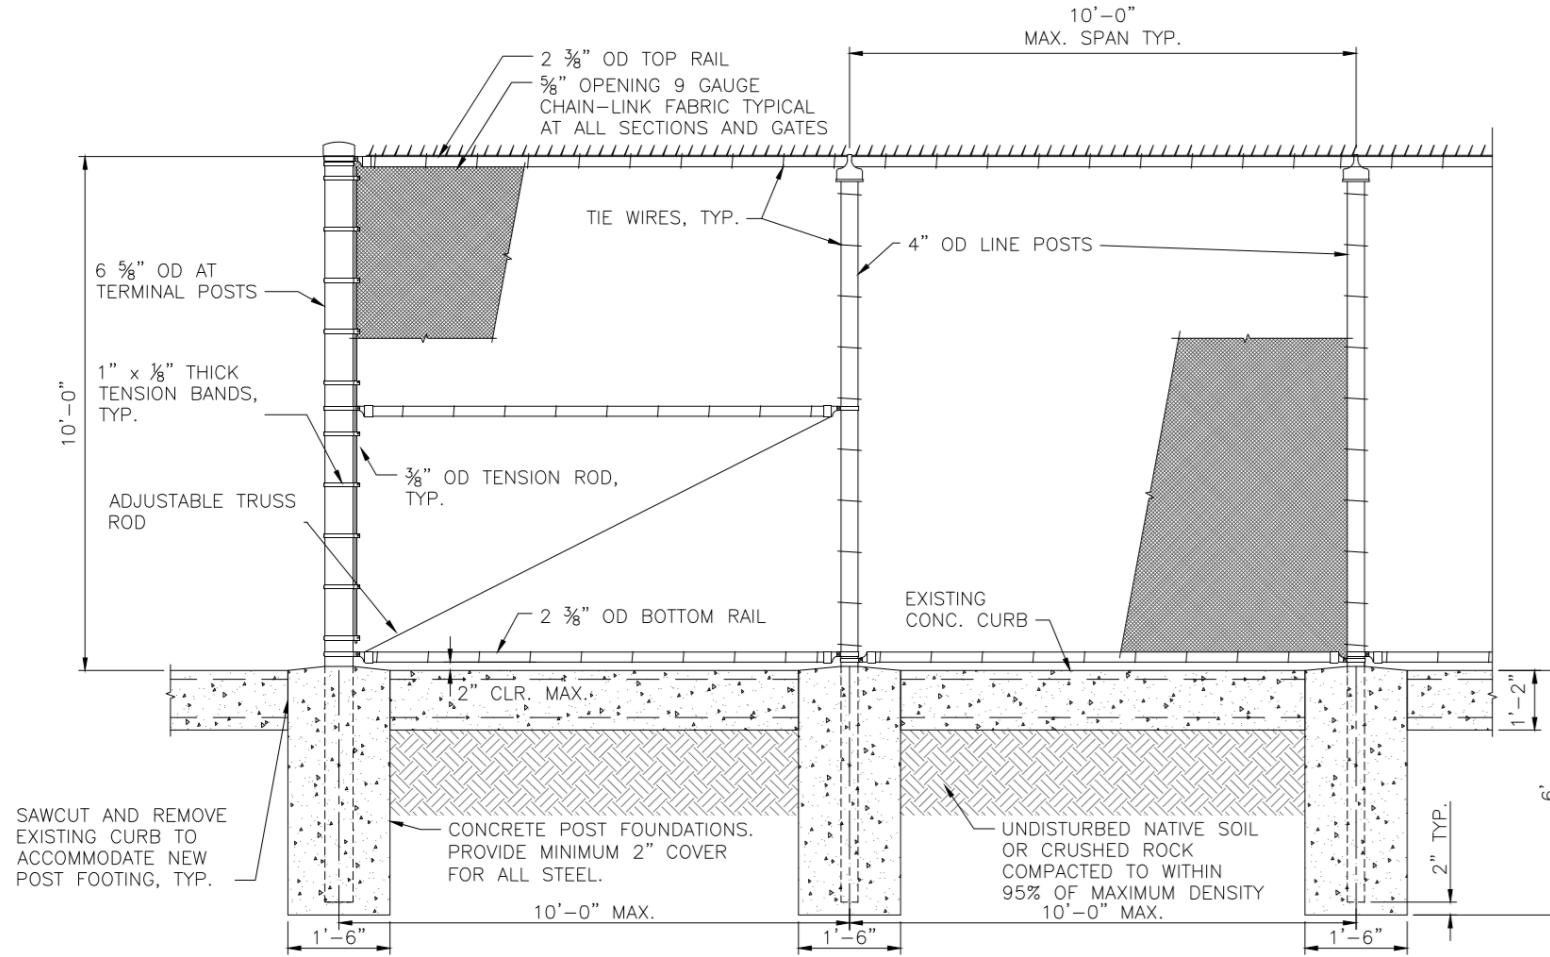 10'-0"
MAX. SPAN TYP.
2 ⅜" OD TOP RAIL
⅝" OPENING 9 GAUGE
CHAIN-LINK FABRIC TYPICAL
AT ALL SECTIONS AND GATES
TIE WIRES, TYP.
4" OD LINE POSTS
6 ⅝" OD AT
TERMINAL POSTS
1" x ⅛" THICK
TENSION BANDS,
TYP.
10'-0"
⅜" OD TENSION ROD,
TYP.
ADJUSTABLE TRUSS
ROD
2 ⅜" OD BOTTOM RAIL
EXISTING
CONC. CURB
2" CLR. MAX.
1'-2"
SAWCUT AND REMOVE
EXISTING CURB TO
ACCOMMODATE NEW
POST FOOTING, TYP.
CONCRETE POST FOUNDATIONS.
PROVIDE MINIMUM 2" COVER
FOR ALL STEEL.
UNDISTURBED NATIVE SOIL
OR CRUSHED ROCK
COMPACTED TO WITHIN
95% OF MAXIMUM DENSITY
2" TYP.
10'-0" MAX.
10'-0" MAX.
1'-6"
1'-6"
1'-6"